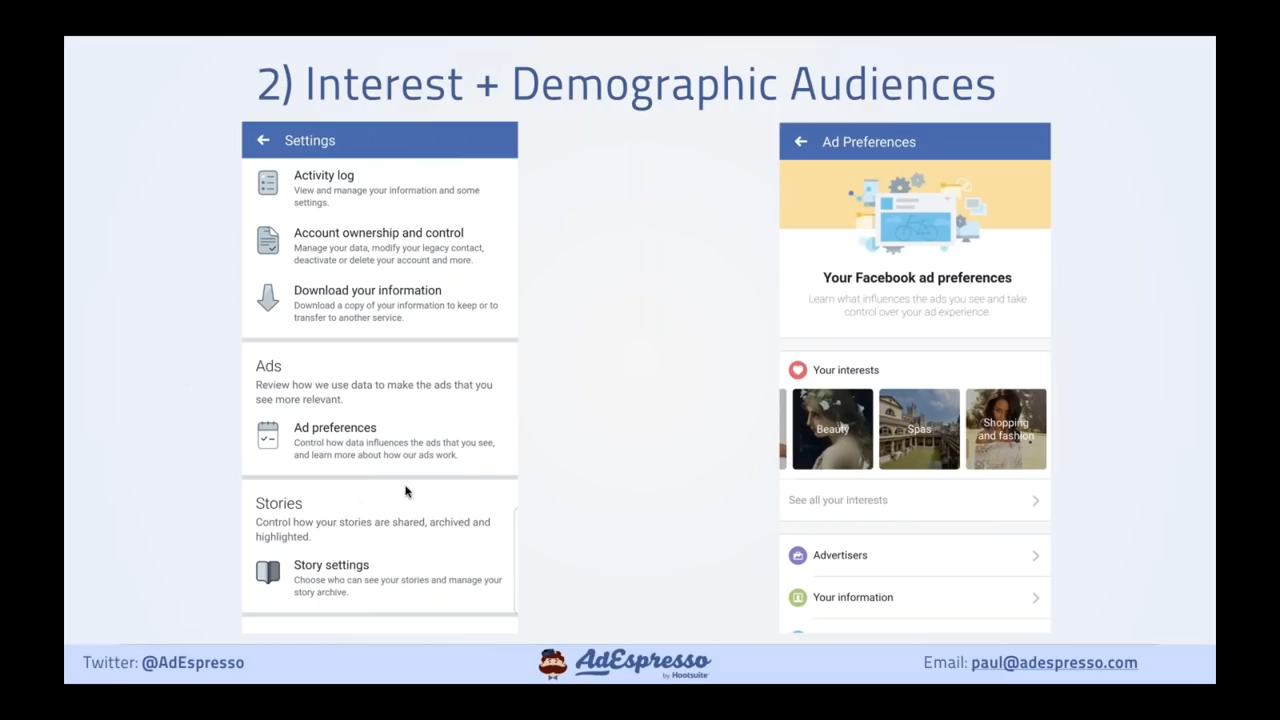 2) Interest + Demographic Audiences
Settings
Activity log
View and manage your information and some
settings.
Account ownership and control
Manage your data, modify your legacy contact,
deactivate or delete your account and more.
Download your information
Download a copy of your information to keep or to
transfer to another service.
Ads
Review how we use data to make the ads that you
see more relevant.
Ad preferences
Control how data influences the ads that you see,
and learn more about how our ads work.
Stories
Control how your stories are shared, archived and
highlighted.
Story settings
Choose who can see your stories and manage your
story archive.
Ad Preferences
Your Facebook ad preferences
Learn what influences the ads you see and take
control over your ad experience.
Your interests
Beauty
Spas
Shopping
and fashion
See all your interests
Advertisers
Your information
Twitter: @AdEspresso
AdEspresso
by Hootsuite
Email: paul@adespresso.com